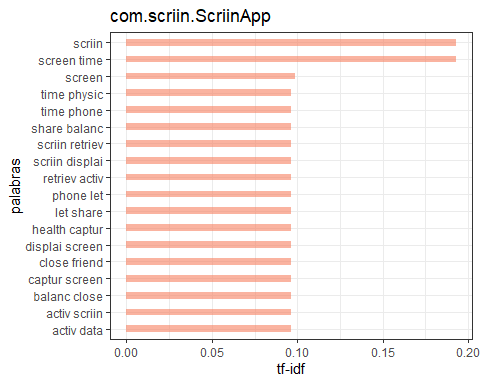 com.scriin.ScriinApp
scriin
screen time
screen
time physic
time phone
share balanc
scriin retriev
scriin displai
retriev activ
phone let
let share
health captur
displai screen
close friend
captur screen
balanc close
activ scriin
activ data
palabras
0.00 0.05 0.10 0.15 0.20
tf-idf